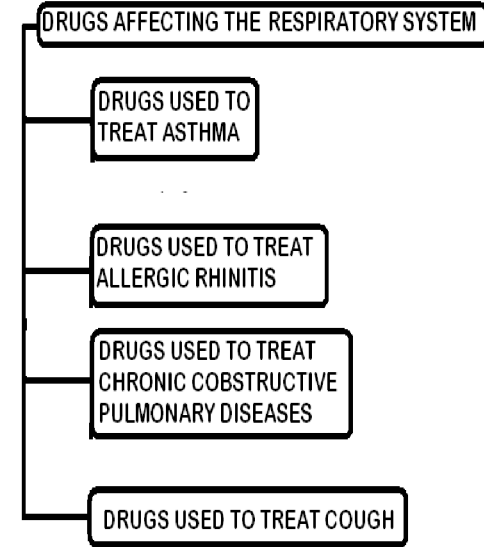 DRUGS AFFECTING THE RESPIRATORY SYSTEM
DRUGS USED TO
TREAT ASTHMA
DRUGS USED TO TREAT
ALLERGIC RHINITIS
DRUGS USED TO TREAT
CHRONIC COBSTRUCTIVE
PULMONARY DISEASES
DRUGS USED TO TREAT COUGH